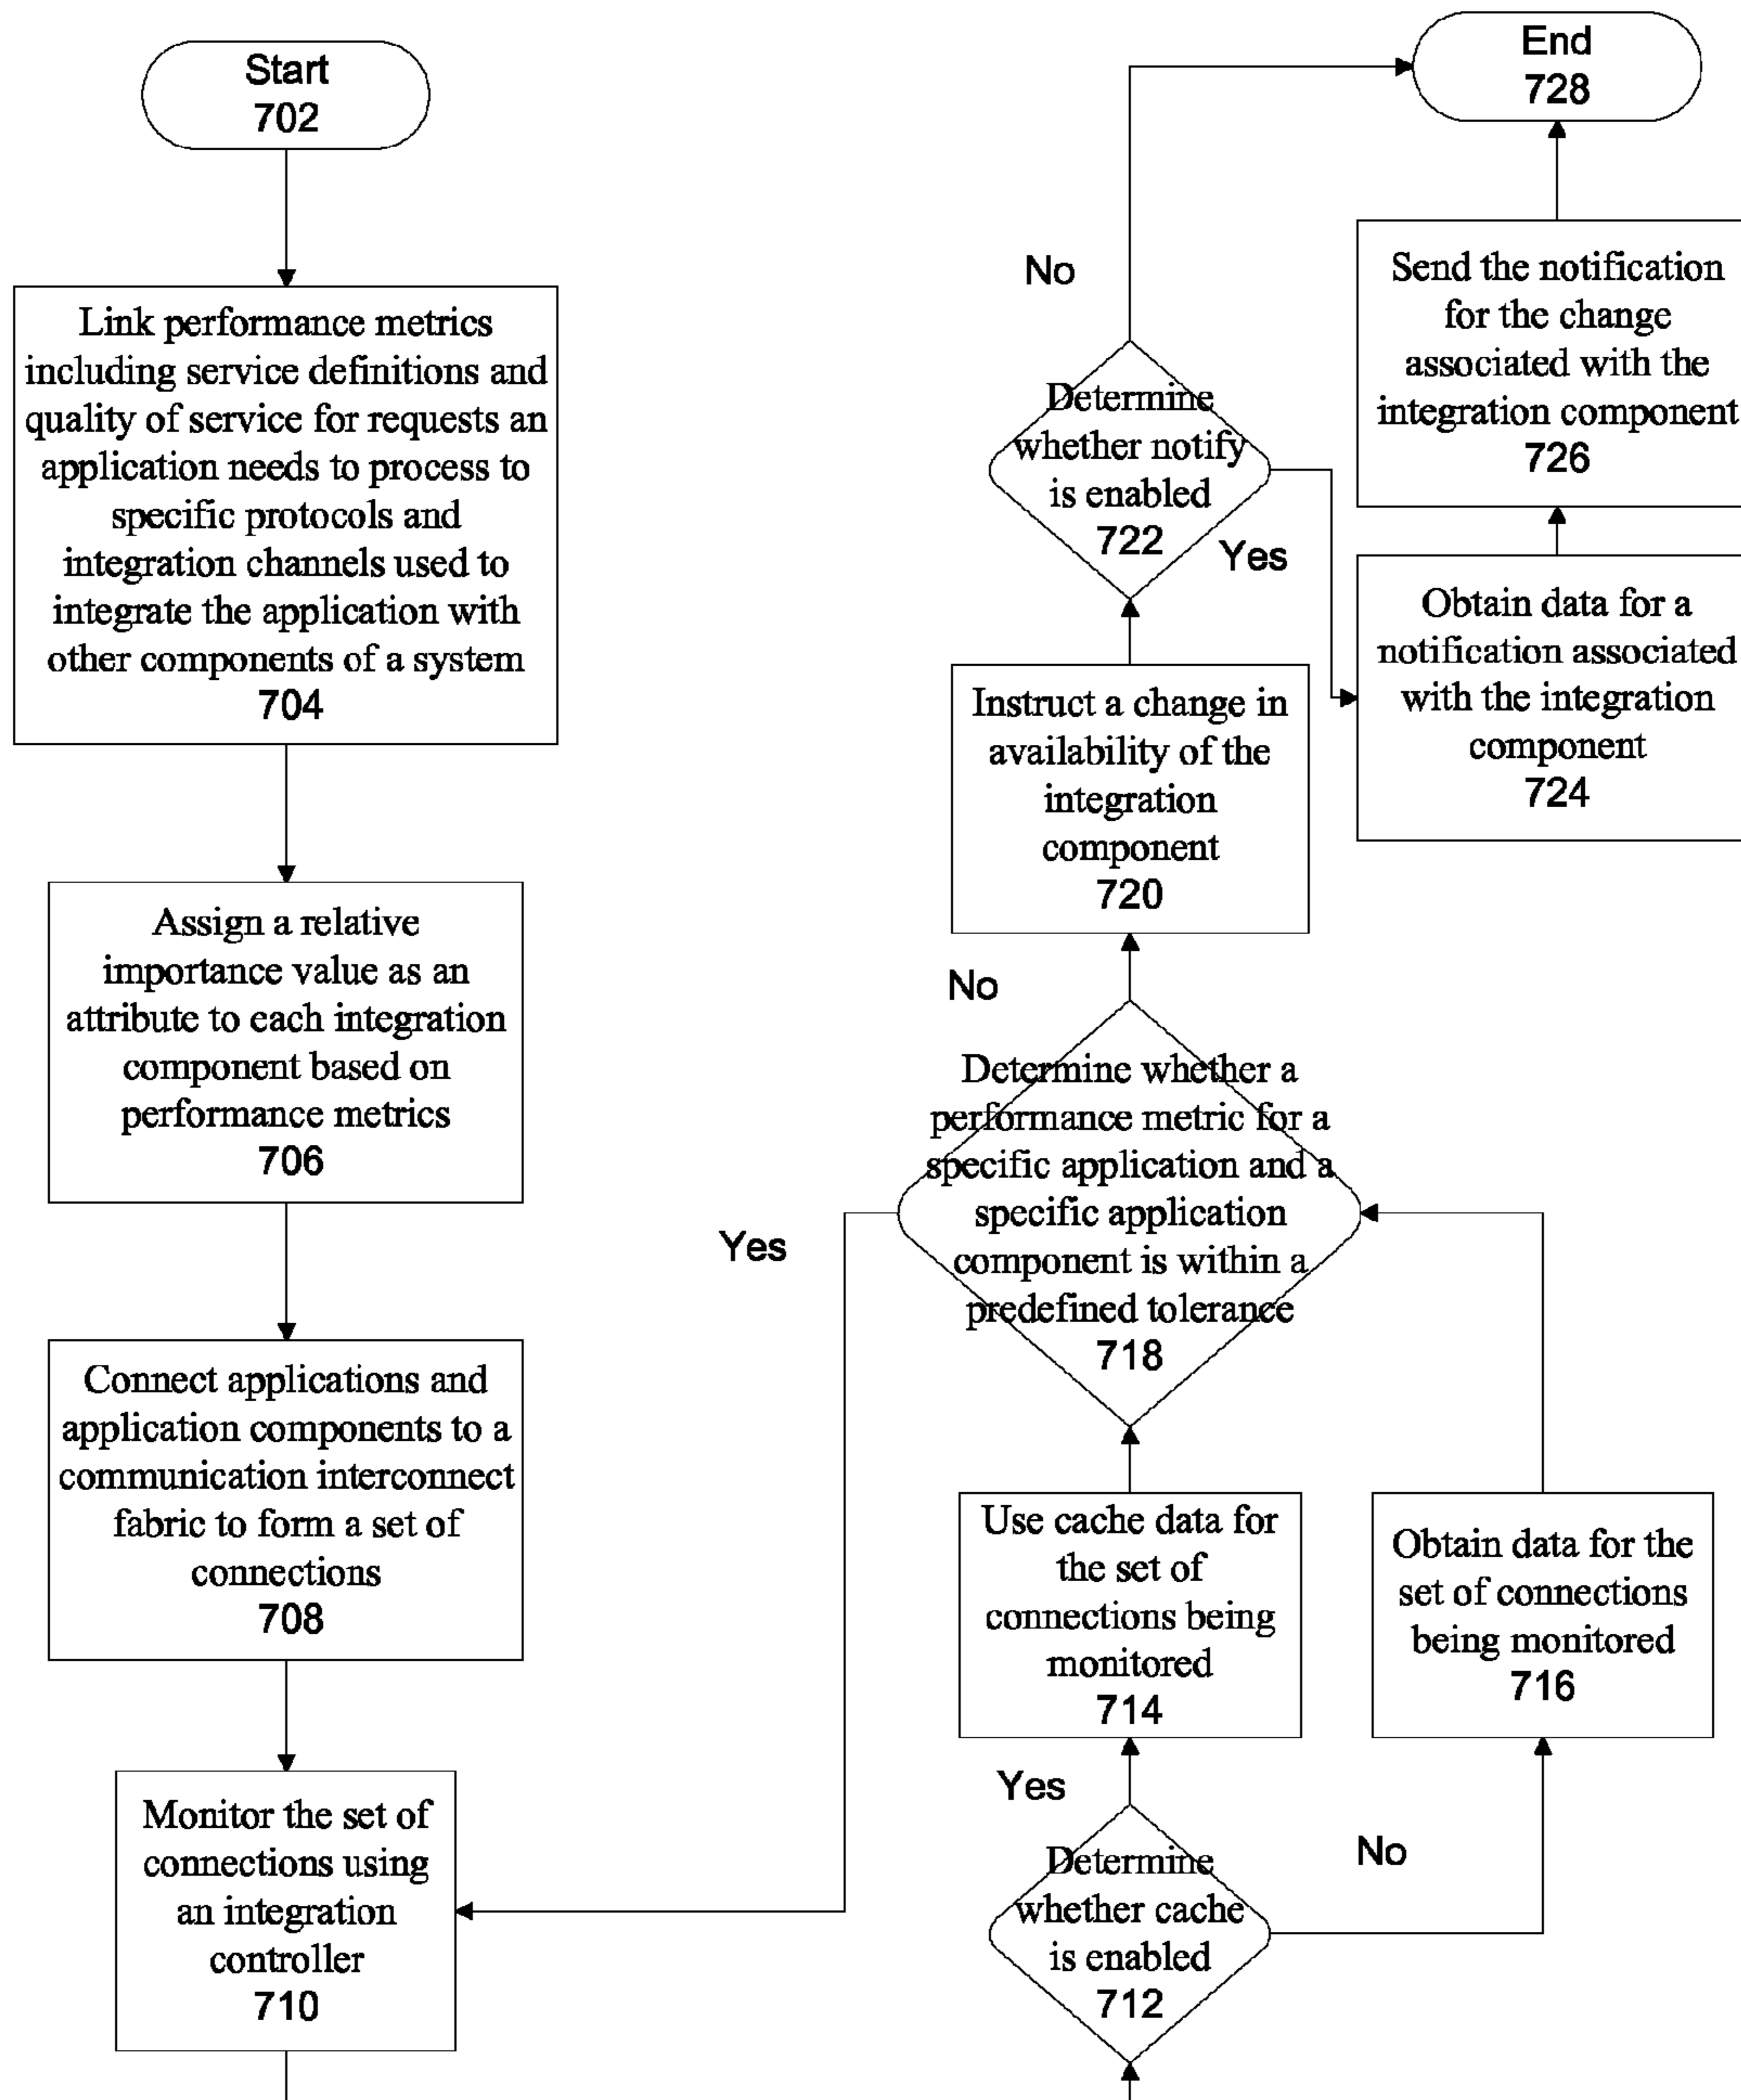 Start
702
Link performance metrics
including service definitions and
quality of service for requests an
application needs to process to
specific protocols and
integration channels used to
integrate the application with
other components of a system
704
Assign a relative
importance value as an
attribute to each integration
component based on
performance metrics
706
Connect applications and
application components to a
communication interconnect
fabric to form a set of
connections
708
Monitor the set of
connections using
an integration
controller
710
End
728
Send the notification
for the change
associated with the
integration component
726
No
Determine
whether notify
is enabled
722
Yes
Obtain data for a
notification associated
with the integration
component
724
Instruct a change in
availability of the
integration
component
720
No
Determine whether a
performance metric for a
specific application and a
specific application
component is within a
predefined tolerance
718
Yes
Use cache data for
the set of
connections being
monitored
714
Obtain data for the
set of connections
being monitored
716
Yes
No
Determine
whether cache
is enabled
712